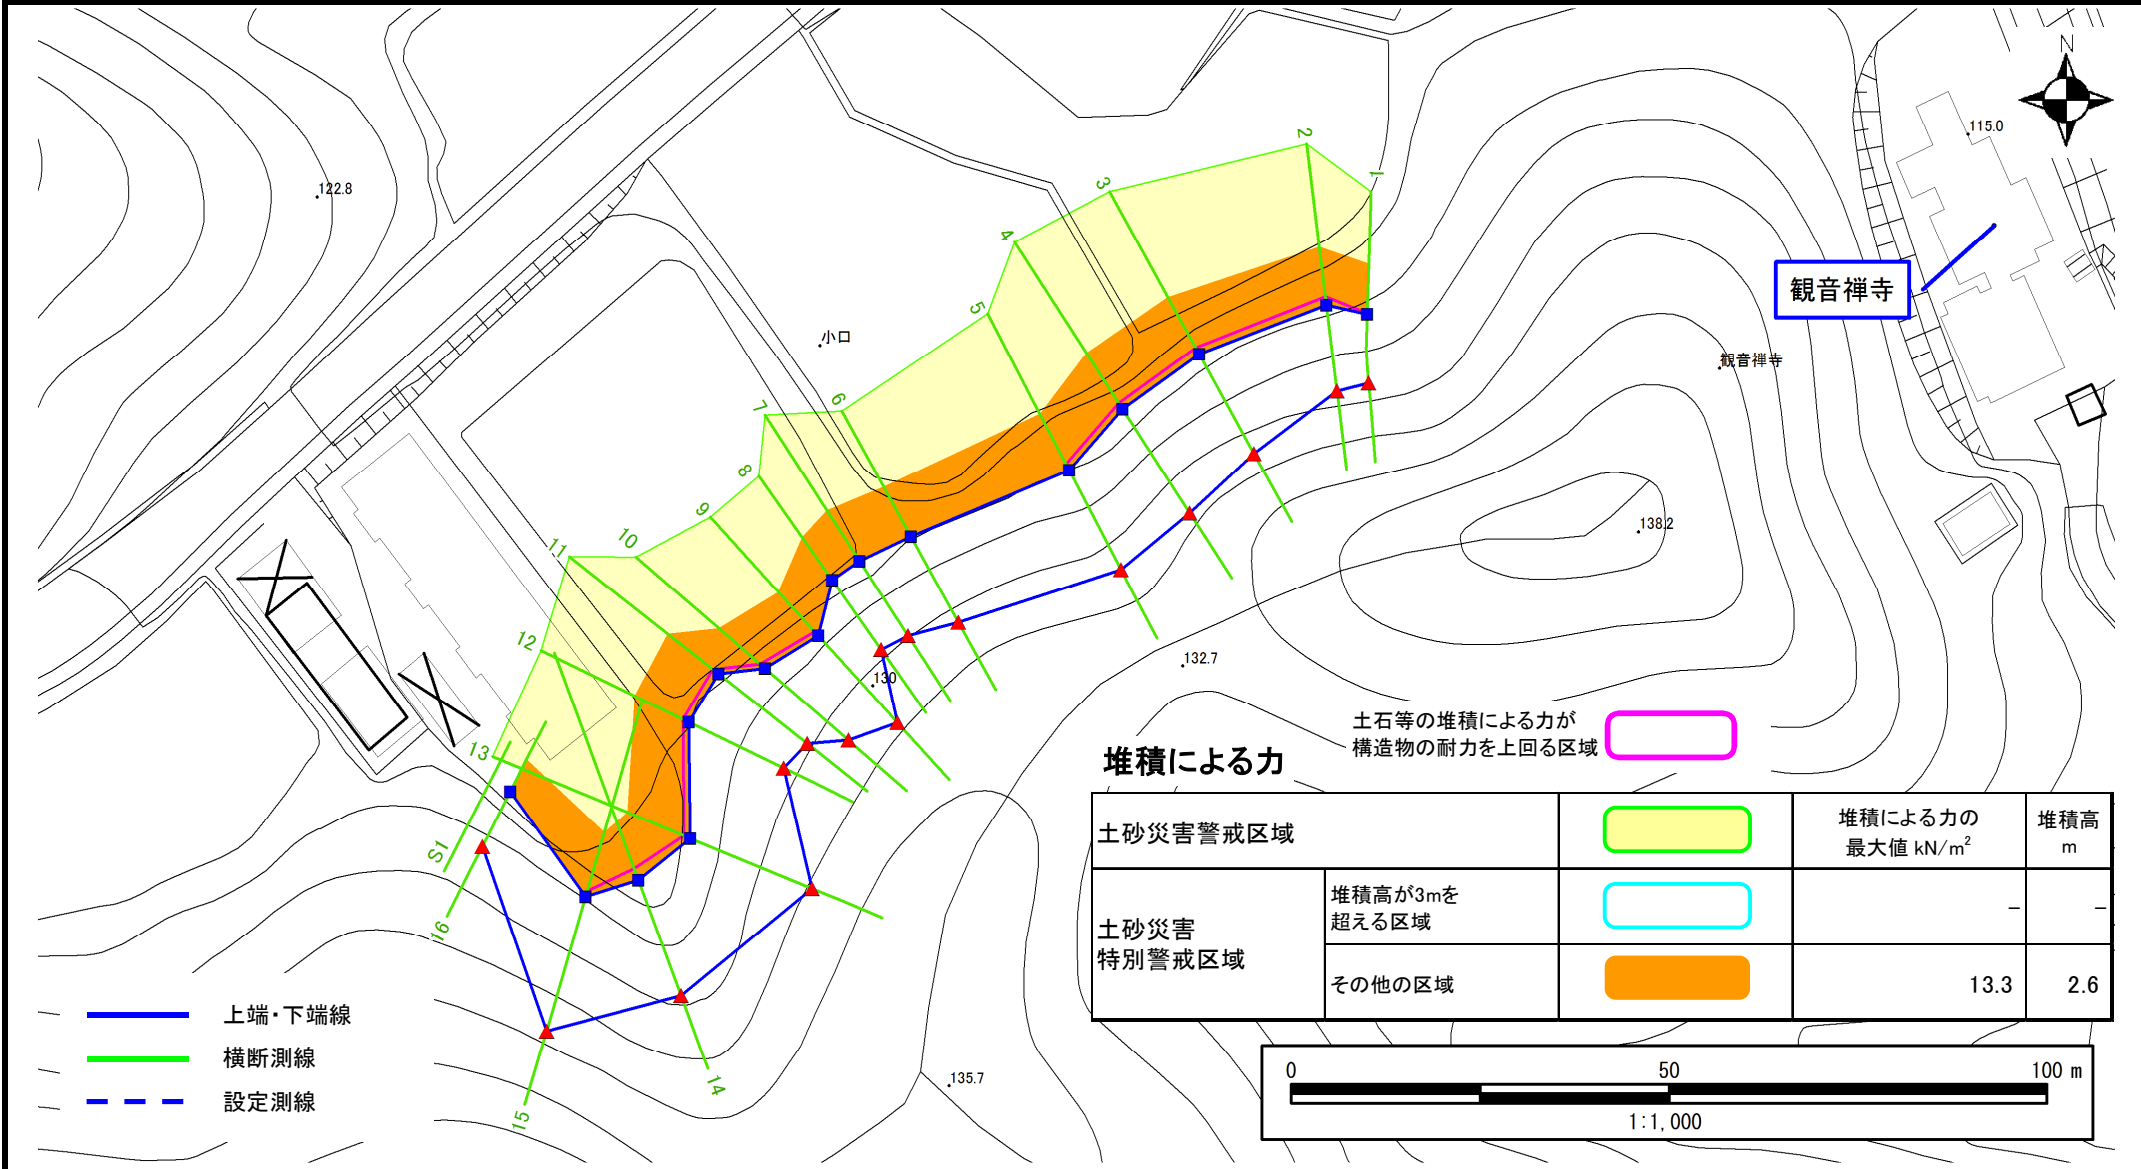 N
115.0
122.8
2
1
3
4
5
小口
観音禅寺
観音禅寺
6
7
8
9
10
11
12
13
138.2
132.7
130
S1
16
15
14
135.7
土石等の堆積による力が
構造物の耐力を上回る区域
堆積による力
土砂災害警戒区域
堆積による力の
最大値 kN/m²
堆積高
m
土砂災害
特別警戒区域
堆積高が3mを
超える区域
– –
その他の区域
13.3 2.6
上端・下端線
横断測線
設定測線
0 50 100 m
1:1,000